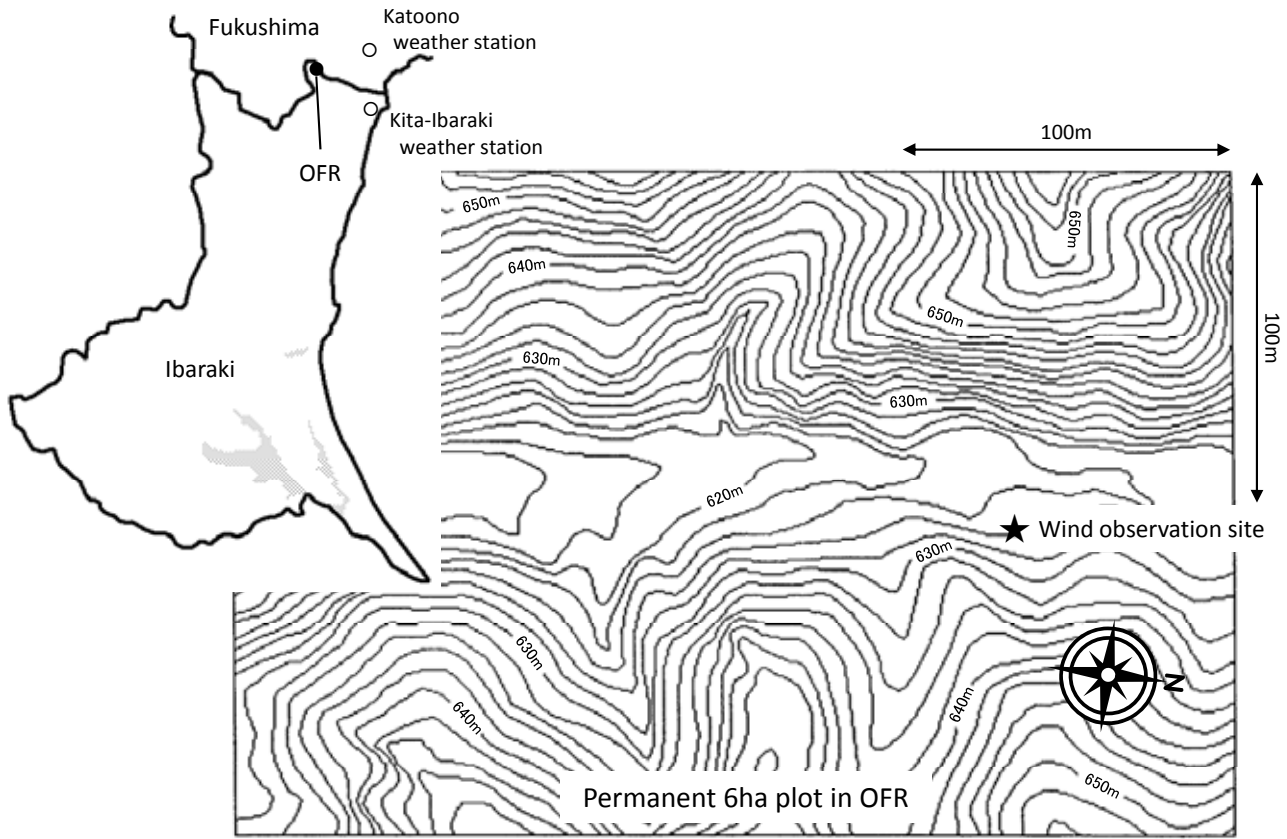 Fukushima
Katoono
weather station
Kita-Ibaraki
weather station
OFR
Ibaraki
100m
100m
650m
650m
640m
650m
630m
630m
620m
Wind observation site
630m
630m
640m
640m
650m
N
Permanent 6ha plot in OFR